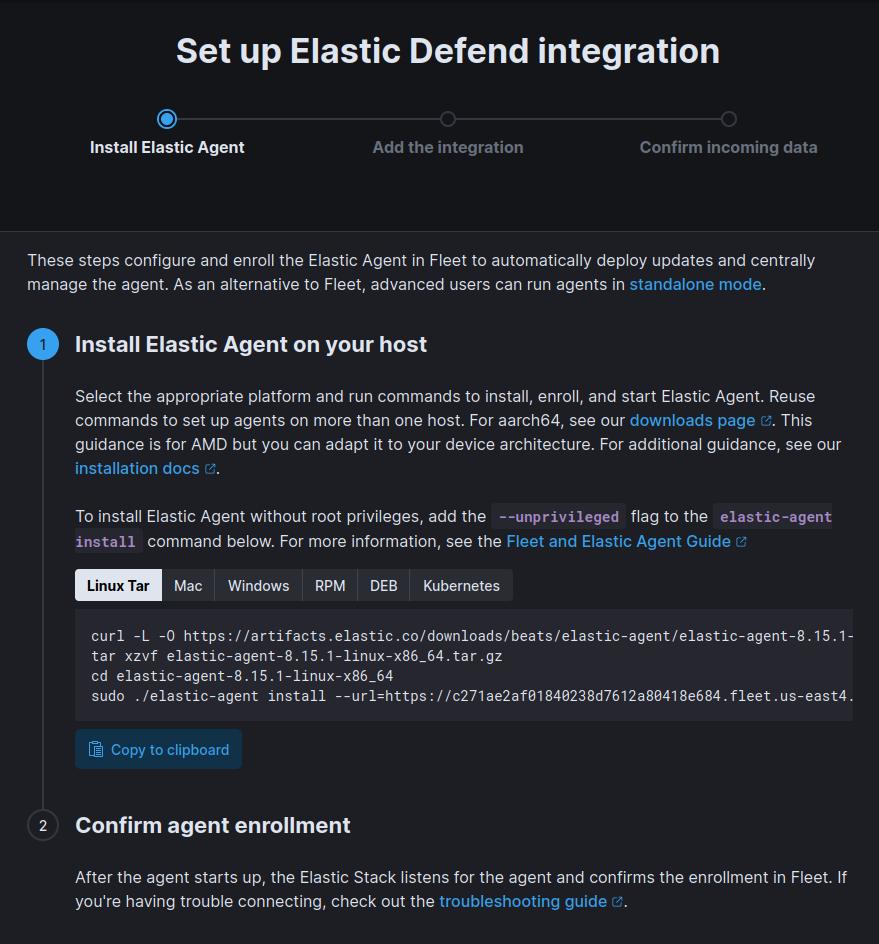 Set up Elastic Defend integration
Install Elastic Agent
Add the integration
Confirm incoming data
These steps configure and enroll the Elastic Agent in Fleet to automatically deploy updates and centrally
manage the agent. As an alternative to Fleet, advanced users can run agents in standalone mode.
1 Install Elastic Agent on your host
Select the appropriate platform and run commands to install, enroll, and start Elastic Agent. Reuse
commands to set up agents on more than one host. For aarch64, see our downloads page. This
guidance is for AMD but you can adapt it to your device architecture. For additional guidance, see our
installation docs.
To install Elastic Agent without root privileges, add the --unprivileged flag to the elastic-agent
install command below. For more information, see the Fleet and Elastic Agent Guide
Linux Tar Mac Windows RPM DEB Kubernetes
curl -L -O https://artifacts.elastic.co/downloads/beats/elastic-agent/elastic-agent-8.15.1-
tar xzvf elastic-agent-8.15.1-linux-x86_64.tar.gz
cd elastic-agent-8.15.1-linux-x86_64
sudo ./elastic-agent install --url=https://c271ae2af01840238d7612a80418e684.fleet.us-east4.
Copy to clipboard
2 Confirm agent enrollment
After the agent starts up, the Elastic Stack listens for the agent and confirms the enrollment in Fleet. If
you're having trouble connecting, check out the troubleshooting guide.